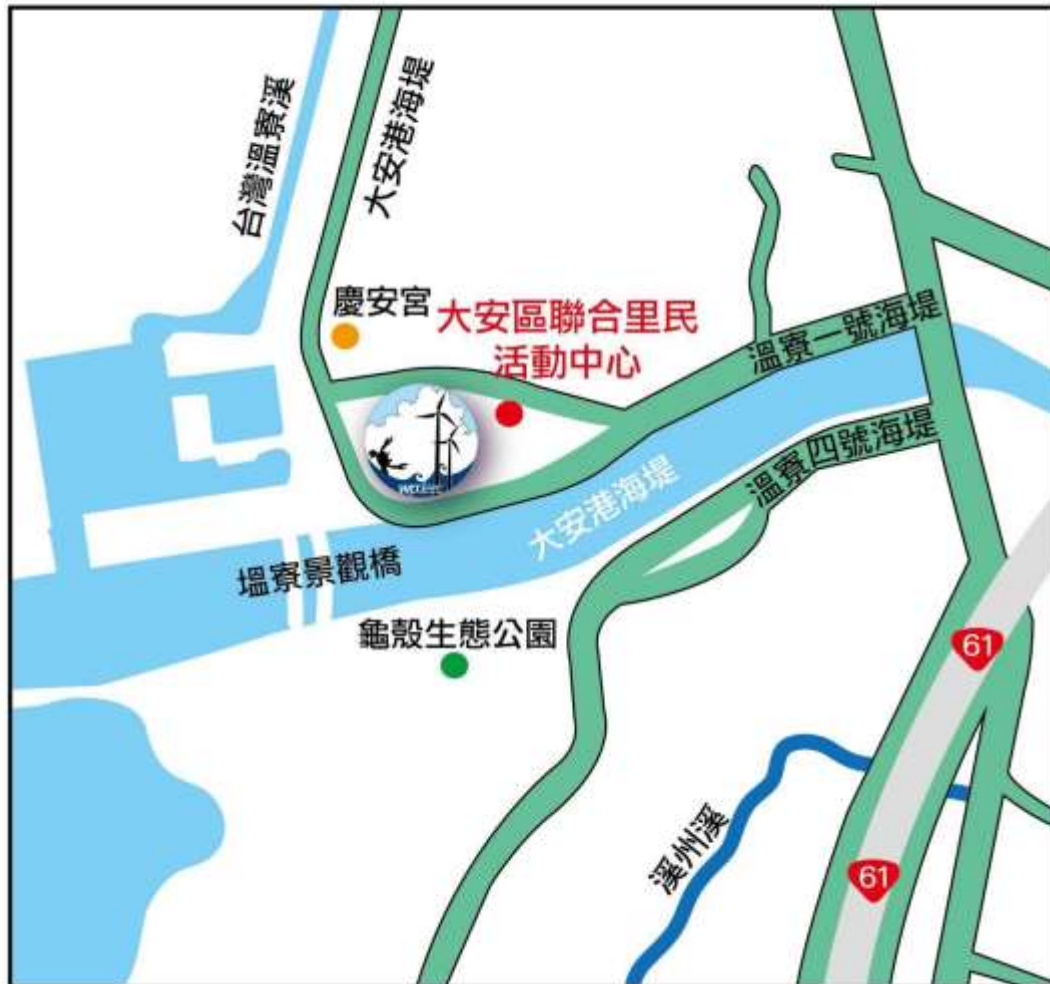 大安港海堤
台灣溫寮溪
慶安宮
大安區聯合里民
活動中心
溫寮一號海堤
溫寮四號海堤
大安港海堤
塭寮景觀橋
龜殼生態公園
61
溪州溪
61